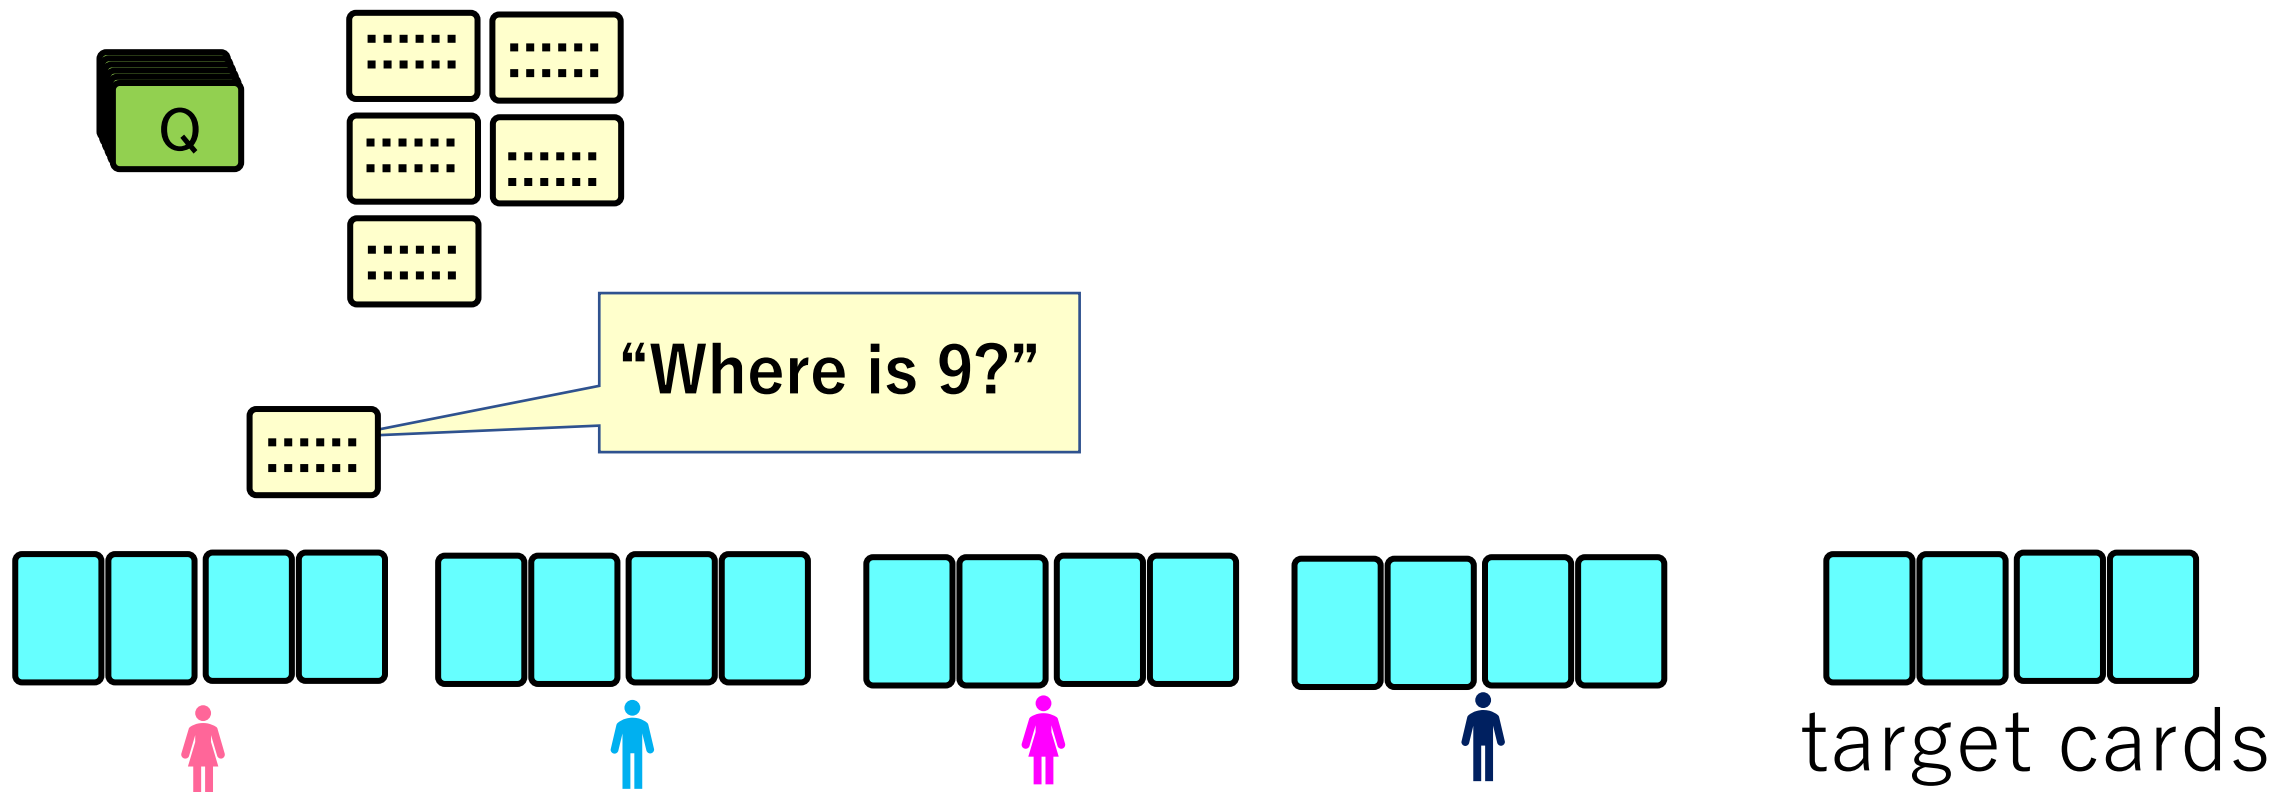 Q
“Where is 9?”
target cards